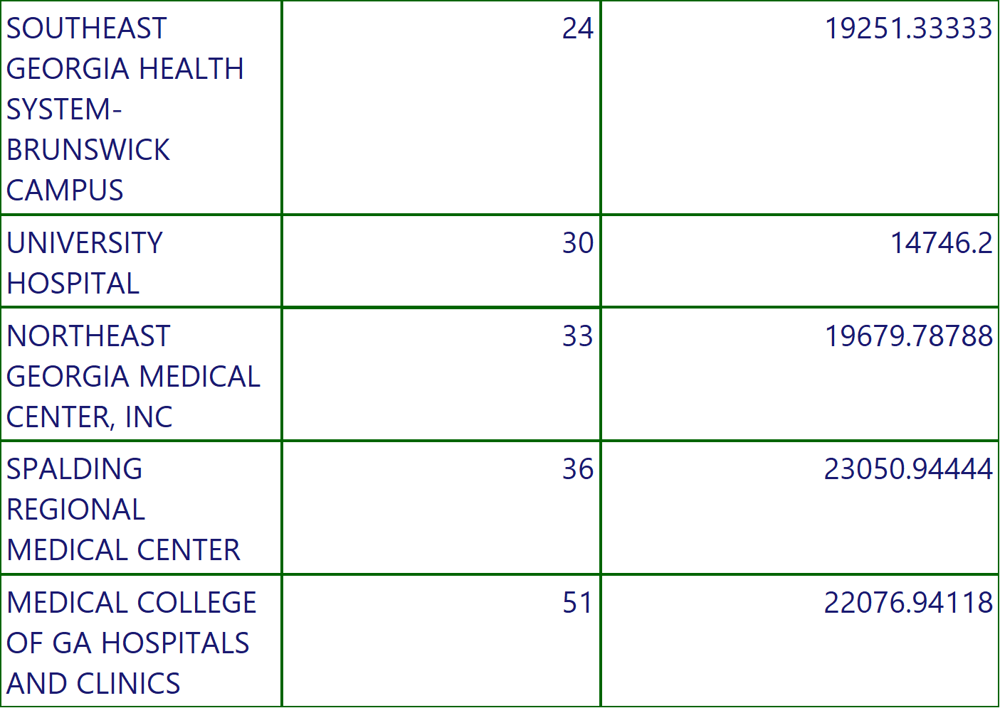 SOUTHEAST 24 19251.33333
GEORGIA HEALTH
SYSTEM-
BRUNSWICK
CAMPUS
UNIVERSITY 30 14746.2
HOSPITAL
NORTHEAST 33 19679.78788
GEORGIA MEDICAL
CENTER, INC
SPALDING 36 23050.94444
REGIONAL
MEDICAL CENTER
MEDICAL COLLEGE 51 22076.94118
OF GA HOSPITALS
AND CLINICS